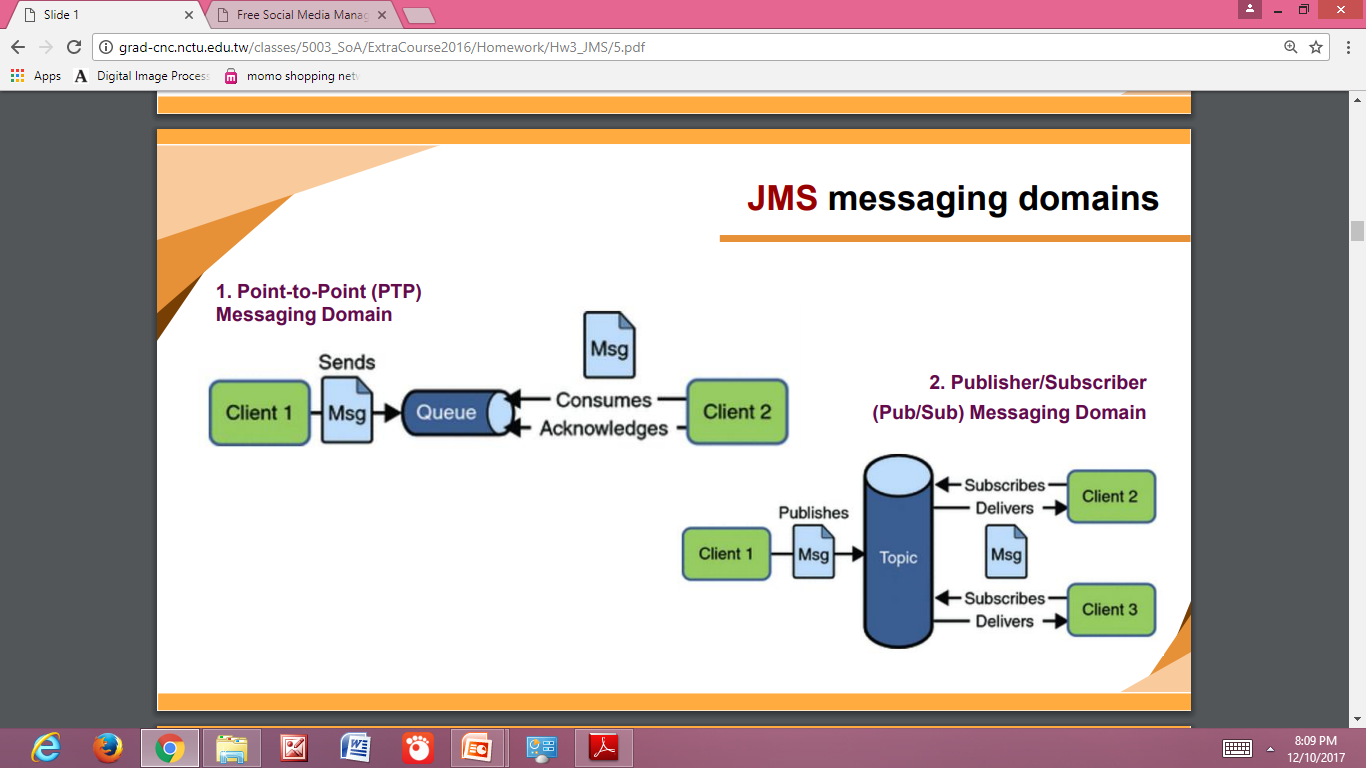 Slide 1
Free Social Media Manag
grad-cnc.nctu.edu.tw/classes/5003_SoA/ExtraCourse2016/Homework/Hw3_JMS/5.pdf
Apps
Digital Image Process
momo shopping net
JMS messaging domains
1. Point-to-Point (PTP)
Messaging Domain
Sends
Client 1
Msg
Queue
Msg
Consumes
Acknowledges
Client 2
2. Publisher/Subscriber
(Pub/Sub) Messaging Domain
Client 1
Publishes
Msg
Topic
Subscribes
Delivers
Client 2
Msg
Subscribes
Delivers
Client 3
8:09 PM
12/10/2017